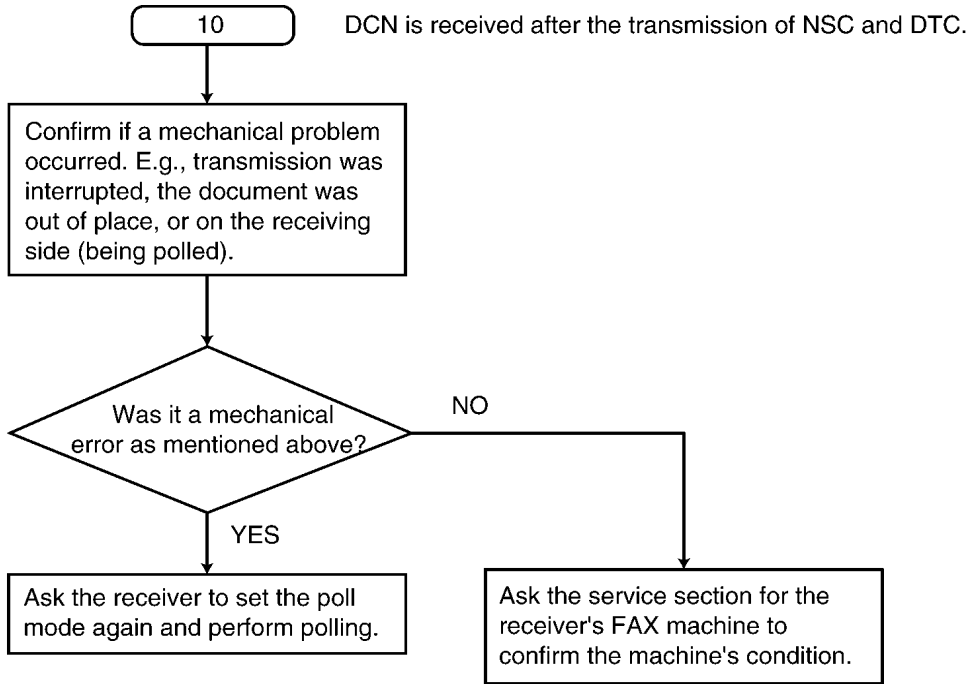 10
DCN is received after the transmission of NSC and DTC.
Confirm if a mechanical problem
occurred. E.g., transmission was
interrupted, the document was
out of place, or on the receiving
side (being polled).
Was it a mechanical
error as mentioned above?
NO
YES
Ask the receiver to set the poll
mode again and perform polling.
Ask the service section for the
receiver's FAX machine to
confirm the machine's condition.